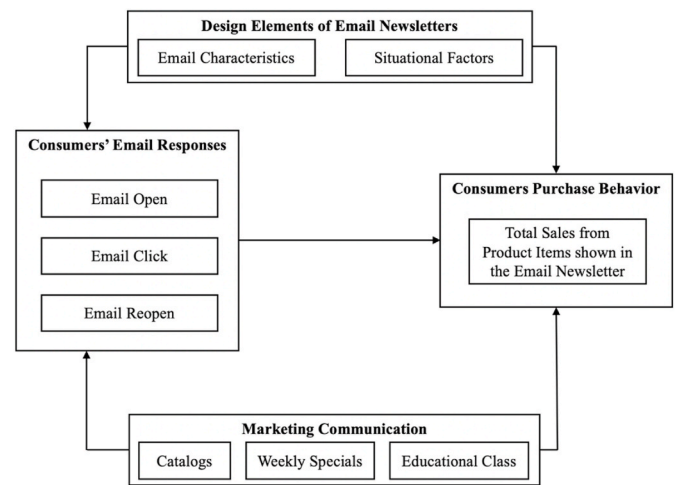 Design Elements of Email Newsletters
Email Characteristics
Situational Factors
Consumers’ Email Responses
Email Open
Email Click
Email Reopen
Consumers Purchase Behavior
Total Sales from
Product Items shown in
the Email Newsletter
Marketing Communication
Catalogs
Weekly Specials
Educational Class